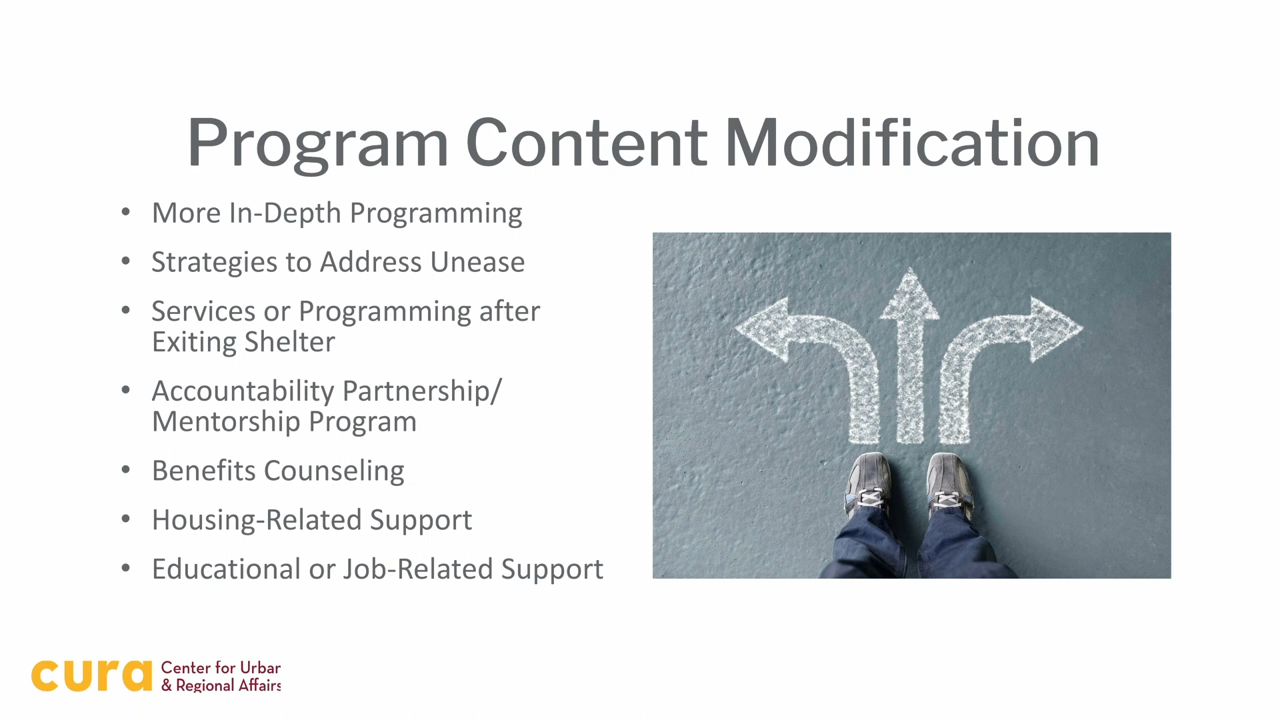 Program Content Modification
• More In-Depth Programming
• Strategies to Address Unease
• Services or Programming after
Exiting Shelter
• Accountability Partnership/
Mentorship Program
• Benefits Counseling
• Housing-Related Support
• Educational or Job-Related Support
cura Center for Urban
& Regional Affairs